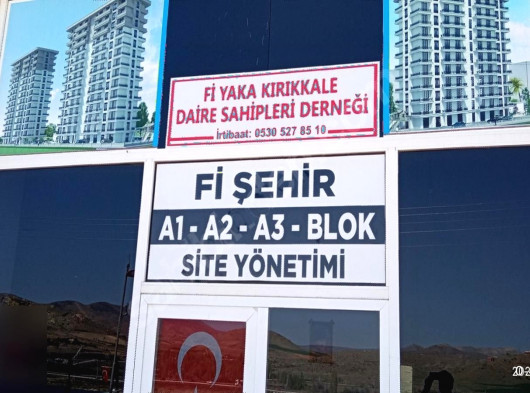 Fİ YAKA KIRIKKALE
DAİRE SAHİPLERİ DERNEĞİ
İrtibaat: 0530 527 85 10
Fİ ŞEHİR
A1 - A2 - A3 - BLOK
SİTE YÖNETİMİ